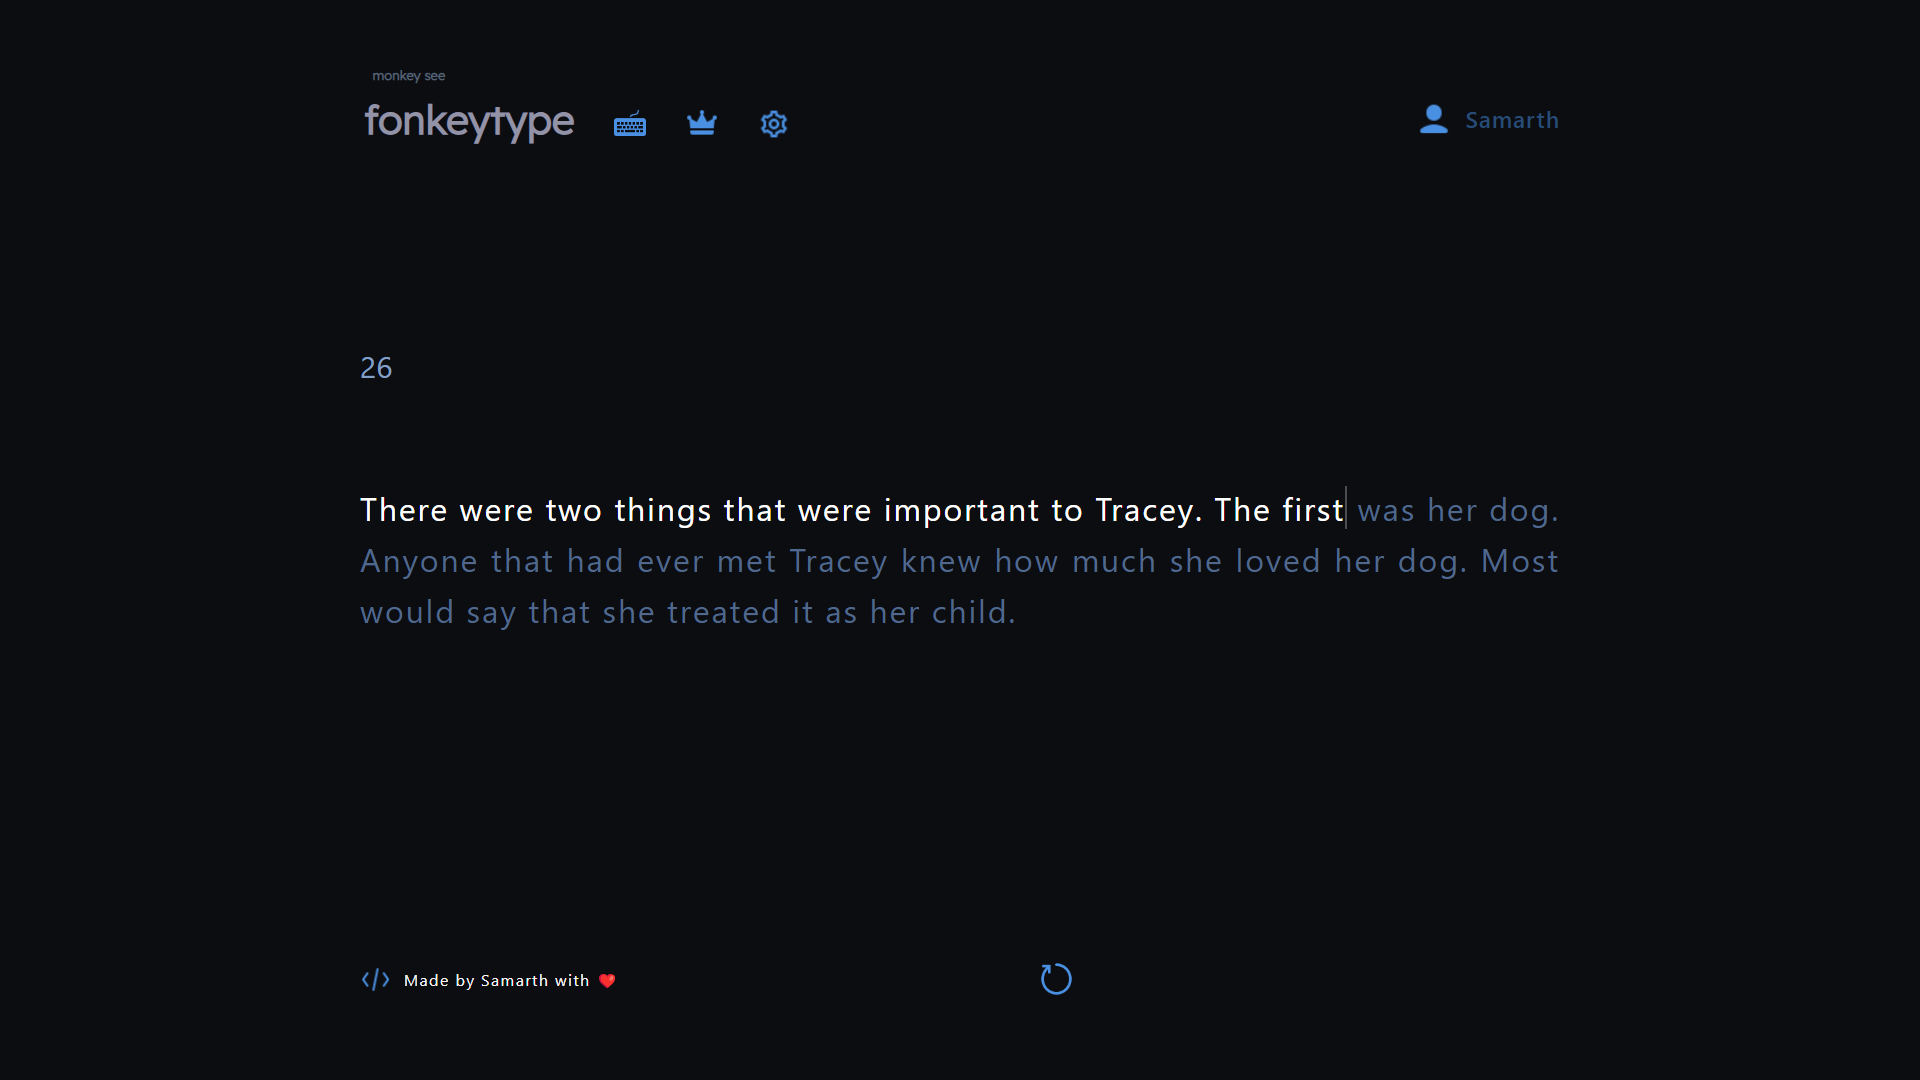 monkey see
fonkeytype
Samarth
26
There were two things that were important to Tracey. The first was her dog.
Anyone that had ever met Tracey knew how much she loved her dog. Most
would say that she treated it as her child.
</> Made by Samarth with ❤️